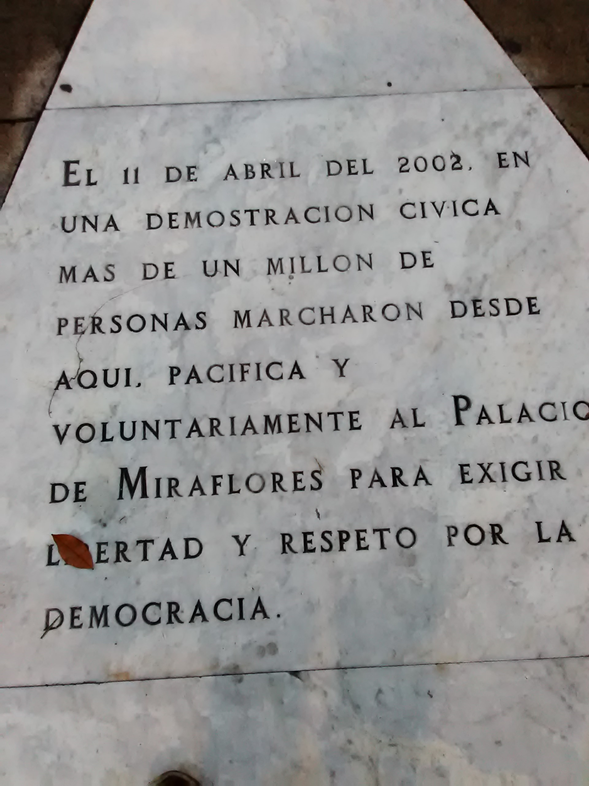 EL 11 DE ABRIL DEL 2002, EN
UNA DEMOSTRACION CIVICA
MAS DE UN MILLON DE
PERSONAS MARCHARON DESDE
AQUI, PACIFICA Y
VOLUNTARIAMENTE AL PALACIO
DE MIRAFLORES PARA EXIGIR
LIBERTAD Y RESPETO POR LA
DEMOCRACIA.